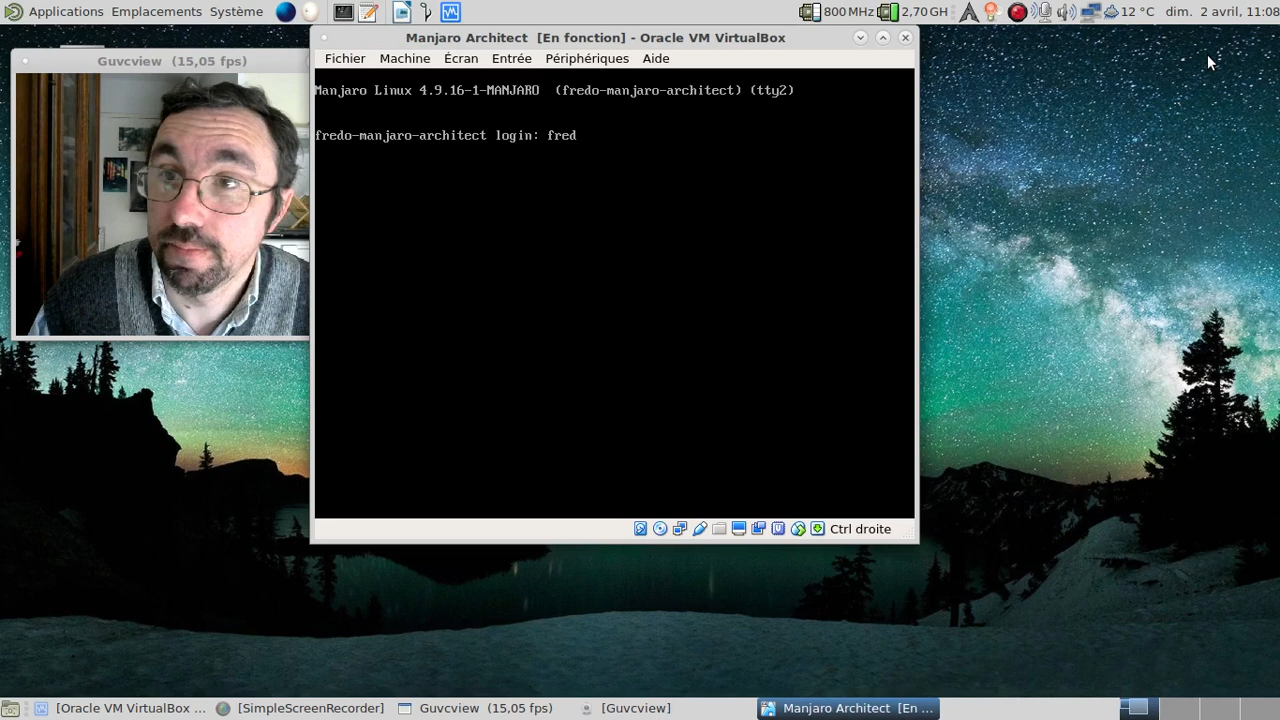 Applications Emplacements Système 800 MHz 2,70 GH 12 °C dim. 2 avril, 11:08
Guvcview (15,05 fps)
Manjaro Architect [En fonction] - Oracle VM VirtualBox
Fichier Machine Écran Entrée Périphériques Aide
Manjaro Linux 4.9.16-1-MANJARO (fredo-manjaro-architect) (tty2)
fredo-manjaro-architect login: fred
Ctrl droite
[Oracle VM VirtualBox ... [SimpleScreenRecorder] Guvcview (15,05 fps) [Guvcview] Manjaro Architect [En ...